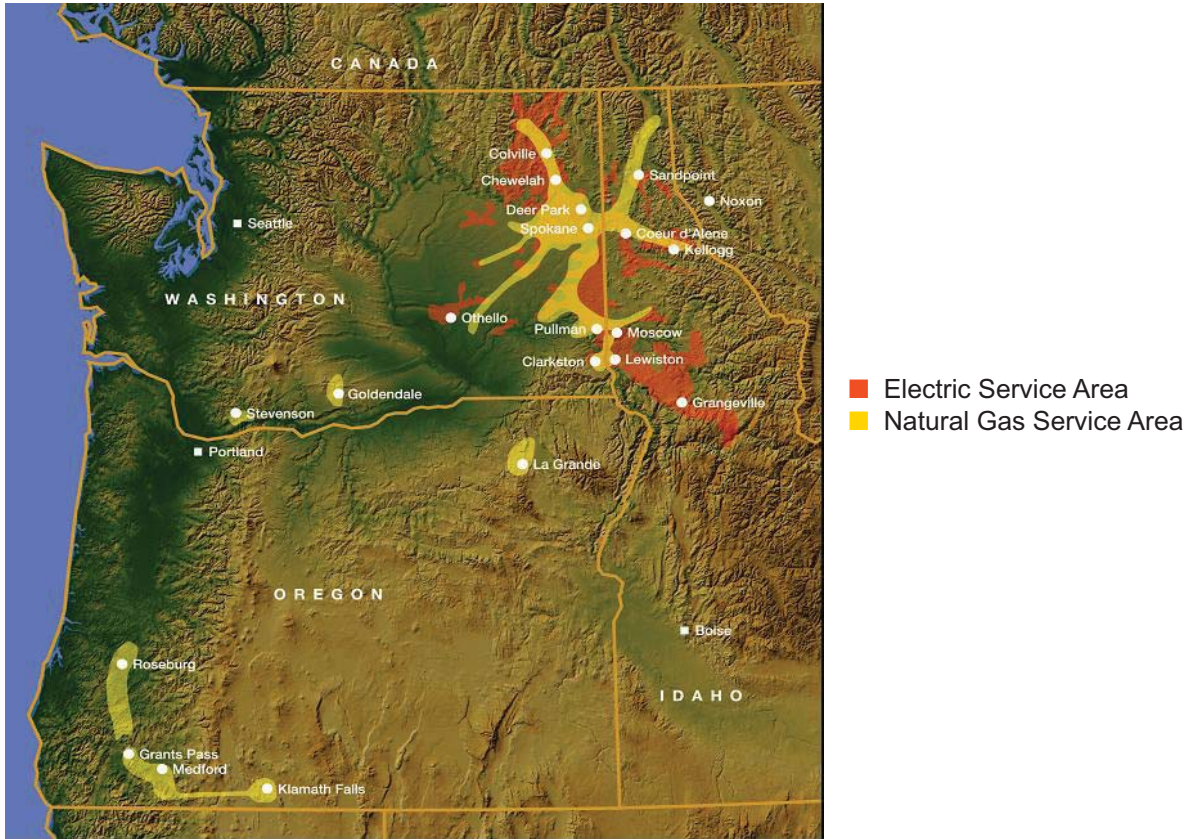 CANADA
Colville
Chewelah
Sandpoint
Noxon
Deer Park
Seattle
Spokane
Coeur d'Alene
Kellogg
WASHINGTON
Othello
Pullman
Moscow
Clarkston
Lewiston
Electric Service Area
Goldendale
Grangeville
Stevenson
Natural Gas Service Area
Portland
La Grande
OREGON
Boise
Roseburg
IDAHO
Grants Pass
Medford
Klamath Falls